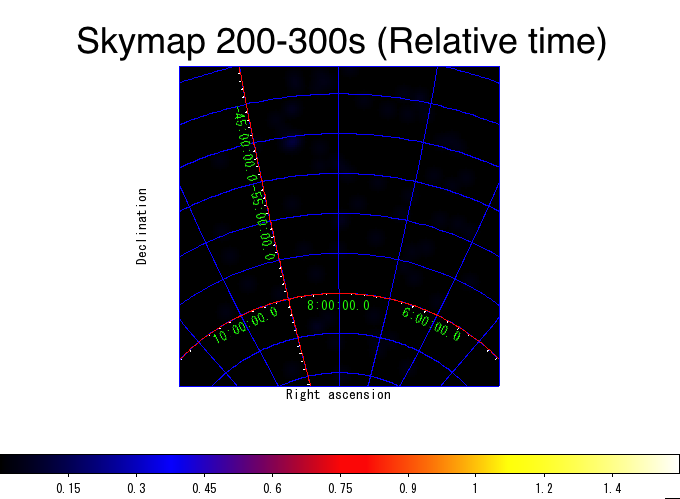 Skymap 200-300s (Relative time)
-45:00:00.0
-55:00:00.0
Declination
10:00:00.0 8:00:00.0 6:00:00.0
Right ascension
0.15 0.3 0.45 0.6 0.75 0.9 1 1.2 1.4